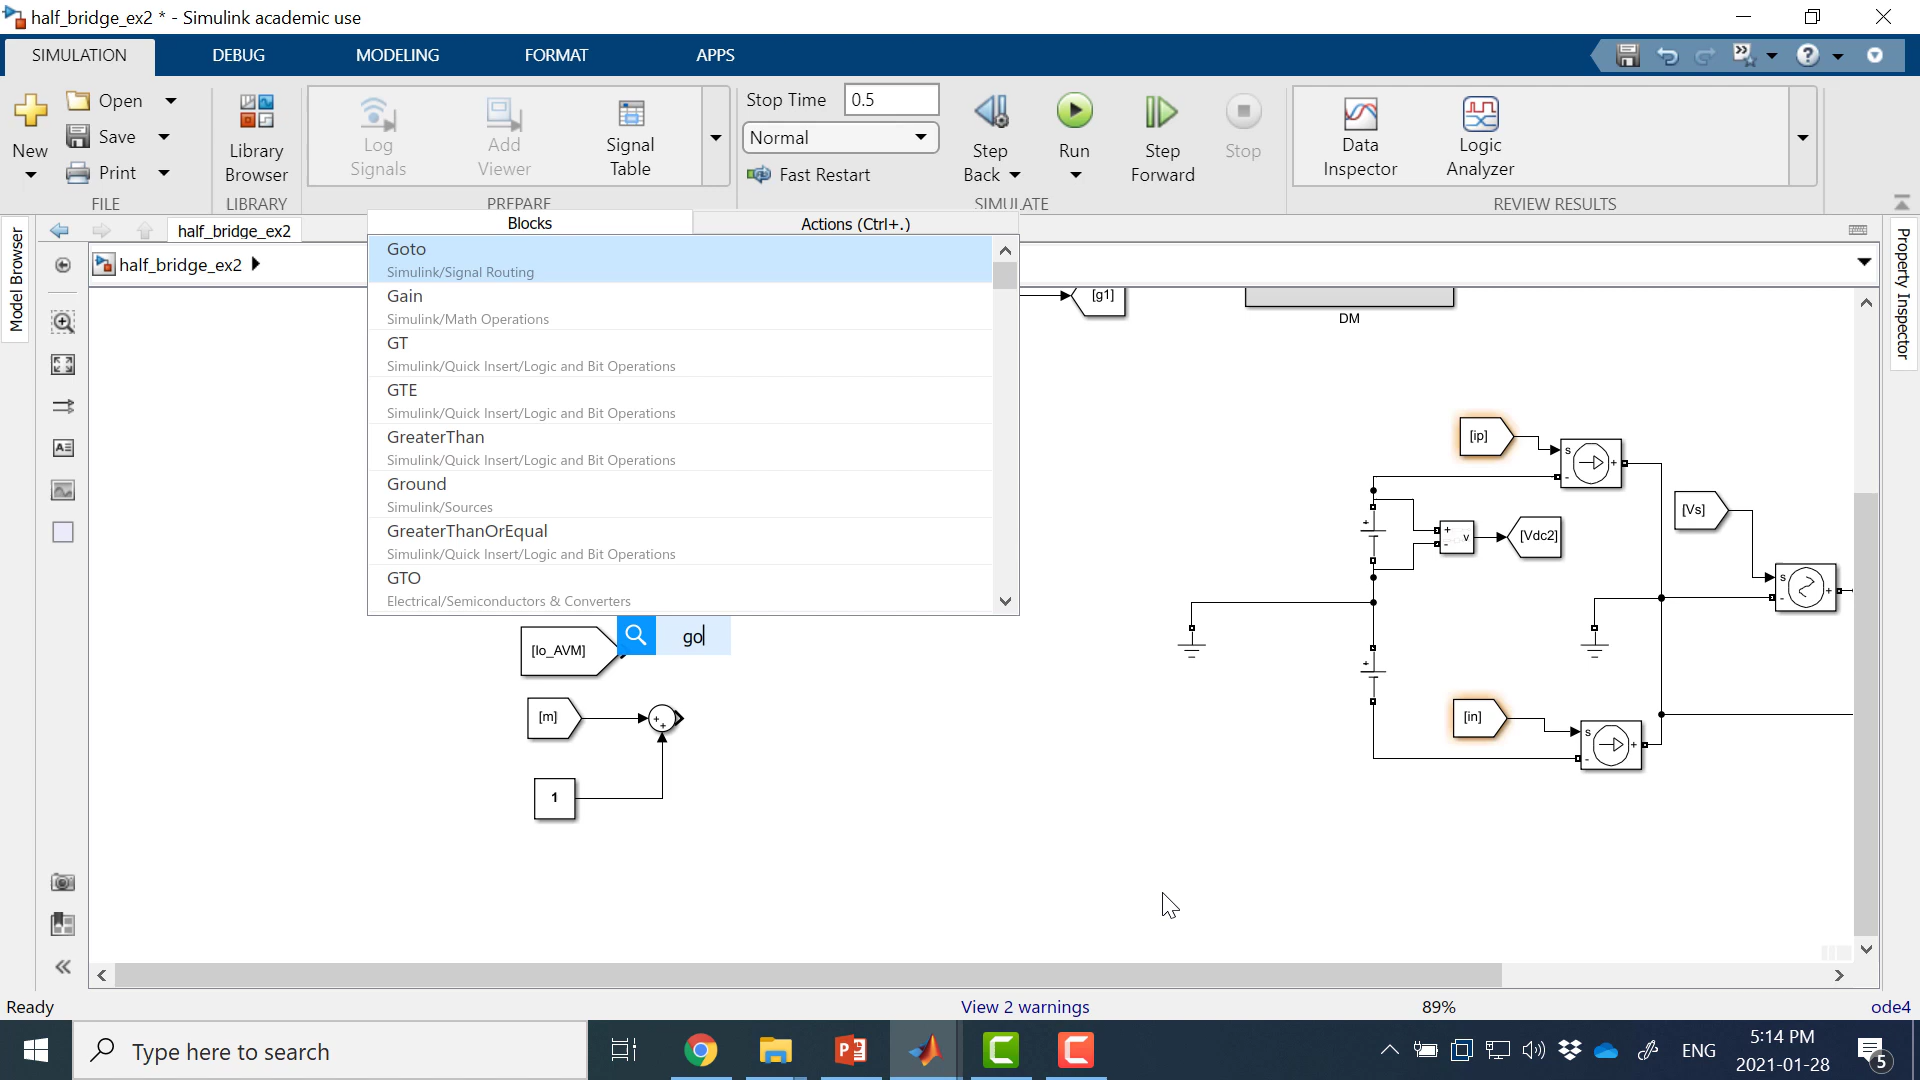 half_bridge_ex2 * - Simulink academic use
SIMULATION
DEBUG
MODELING
FORMAT
APPS
New
Open
Save
Print
FILE
Library
Browser
LIBRARY
Log
Signals
Add
Viewer
Signal
Table
PREPARE
Stop Time 0.5
Normal
Fast Restart
Step
Back
Run
Step
Forward
Stop
SIMULATE
Data
Inspector
Logic
Analyzer
REVIEW RESULTS
Model Browser
Property Inspector
half_bridge_ex2
half_bridge_ex2
Blocks
Actions (Ctrl+.)
Goto
Simulink/Signal Routing
Gain
Simulink/Math Operations
GT
Simulink/Quick Insert/Logic and Bit Operations
GTE
Simulink/Quick Insert/Logic and Bit Operations
GreaterThan
Simulink/Quick Insert/Logic and Bit Operations
Ground
Simulink/Sources
GreaterThanOrEqual
Simulink/Quick Insert/Logic and Bit Operations
GTO
Electrical/Semiconductors & Converters
go
[g1]
DM
[ip]
s
+
-
[Vs]
+
-
v
[Vdc2]
s
+
-
[Io_AVM]
[m]
+
+
1
[in]
s
+
-
+
+
Ready
View 2 warnings
89%
ode4
Type here to search
ENG
5:14 PM
2021-01-28
5